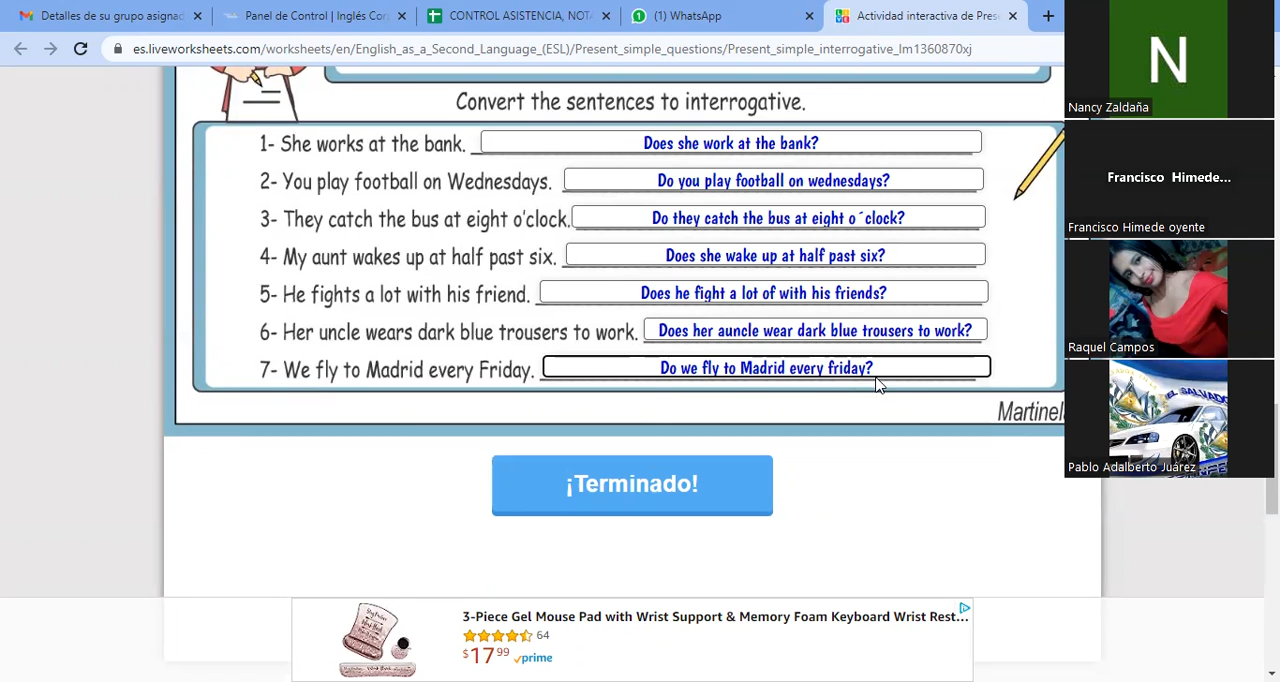 Detalles de su grupo asignac
Panel de Control | Inglés Cor
CONTROL ASISTENCIA, NOTA
(1) WhatsApp
Actividad interactiva de Pres
es.liveworksheets.com/worksheets/en/English_as_a_Second_Language_(ESL)/Present_simple_questions/Present_simple_interrogative_lm1360870xj
Convert the sentences to interrogative.
1- She works at the bank. Does she work at the bank?
2- You play football on Wednesdays. Do you play football on wednesdays?
3- They catch the bus at eight o'clock. Do they catch the bus at eight o´clock?
4- My aunt wakes up at half past six. Does she wake up at half past six?
5- He fights a lot with his friend. Does he fight a lot of with his friends?
6- Her uncle wears dark blue trousers to work. Does her auncle wear dark blue trousers to work?
7- We fly to Madrid every Friday. Do we fly to Madrid every friday?
Martinel
¡Terminado!
3-Piece Gel Mouse Pad with Wrist Support & Memory Foam Keyboard Wrist Rest...
64
$1799 prime
N
Nancy Zaldaña
Francisco Himede...
Francisco Himede oyente
Raquel Campos
EL SALVADO
Pablo Adalberto Juárez